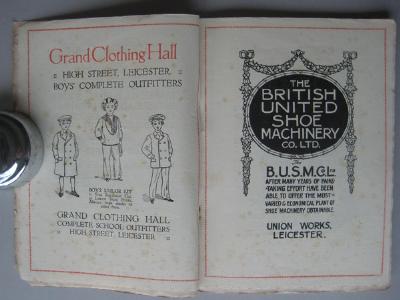 Grand Clothing Hall
HIGH STREET, LEICESTER,
BOYS' COMPLETE OUTFITTERS
BOYS' SAILOR KIT
GRAND CLOTHING HALL
COMPLETE SCHOOL OUTFITTERS
HIGH STREET, LEICESTER
THE
BRITISH
UNITED
SHOE
MACHINERY
CO. LTD.
The
B.U.S.M.Co. Ltd
AFTER MANY YEARS OF PAINS-
-TAKING EFFORT HAVE BEEN
ABLE TO OFFER THE MOST
VARIED & ECONOMICAL PLANT OF
SHOE MACHINERY OBTAINABLE.
UNION WORKS,
LEICESTER.